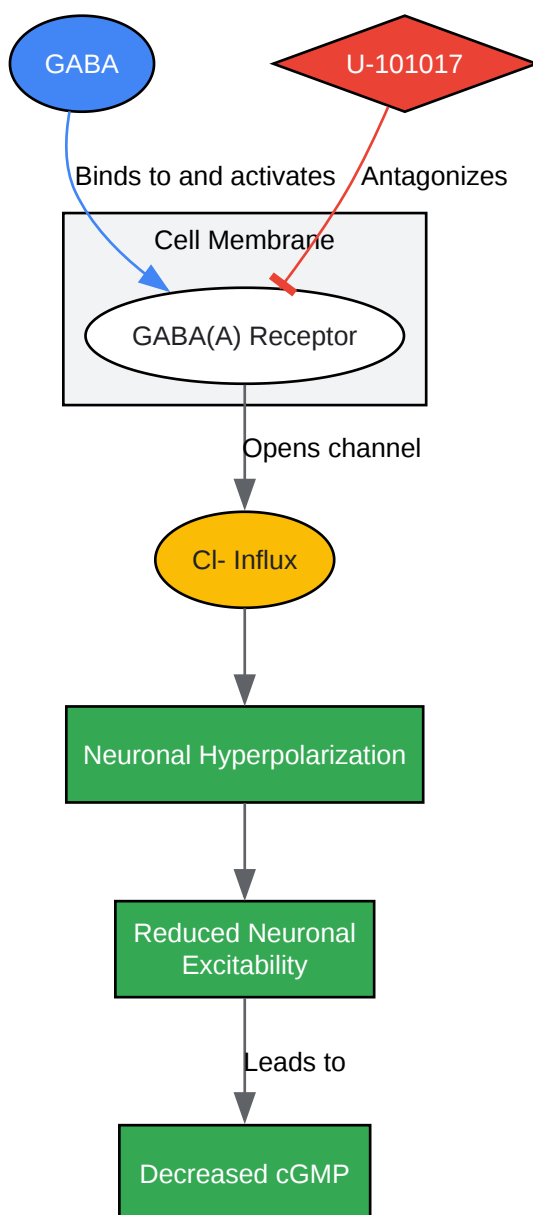 GABA
U-101017
Binds to and activates
Antagonizes
Cell Membrane
GABA(A) Receptor
Opens channel
Cl- Influx
Neuronal Hyperpolarization
Reduced Neuronal
Excitability
Leads to
Decreased cGMP